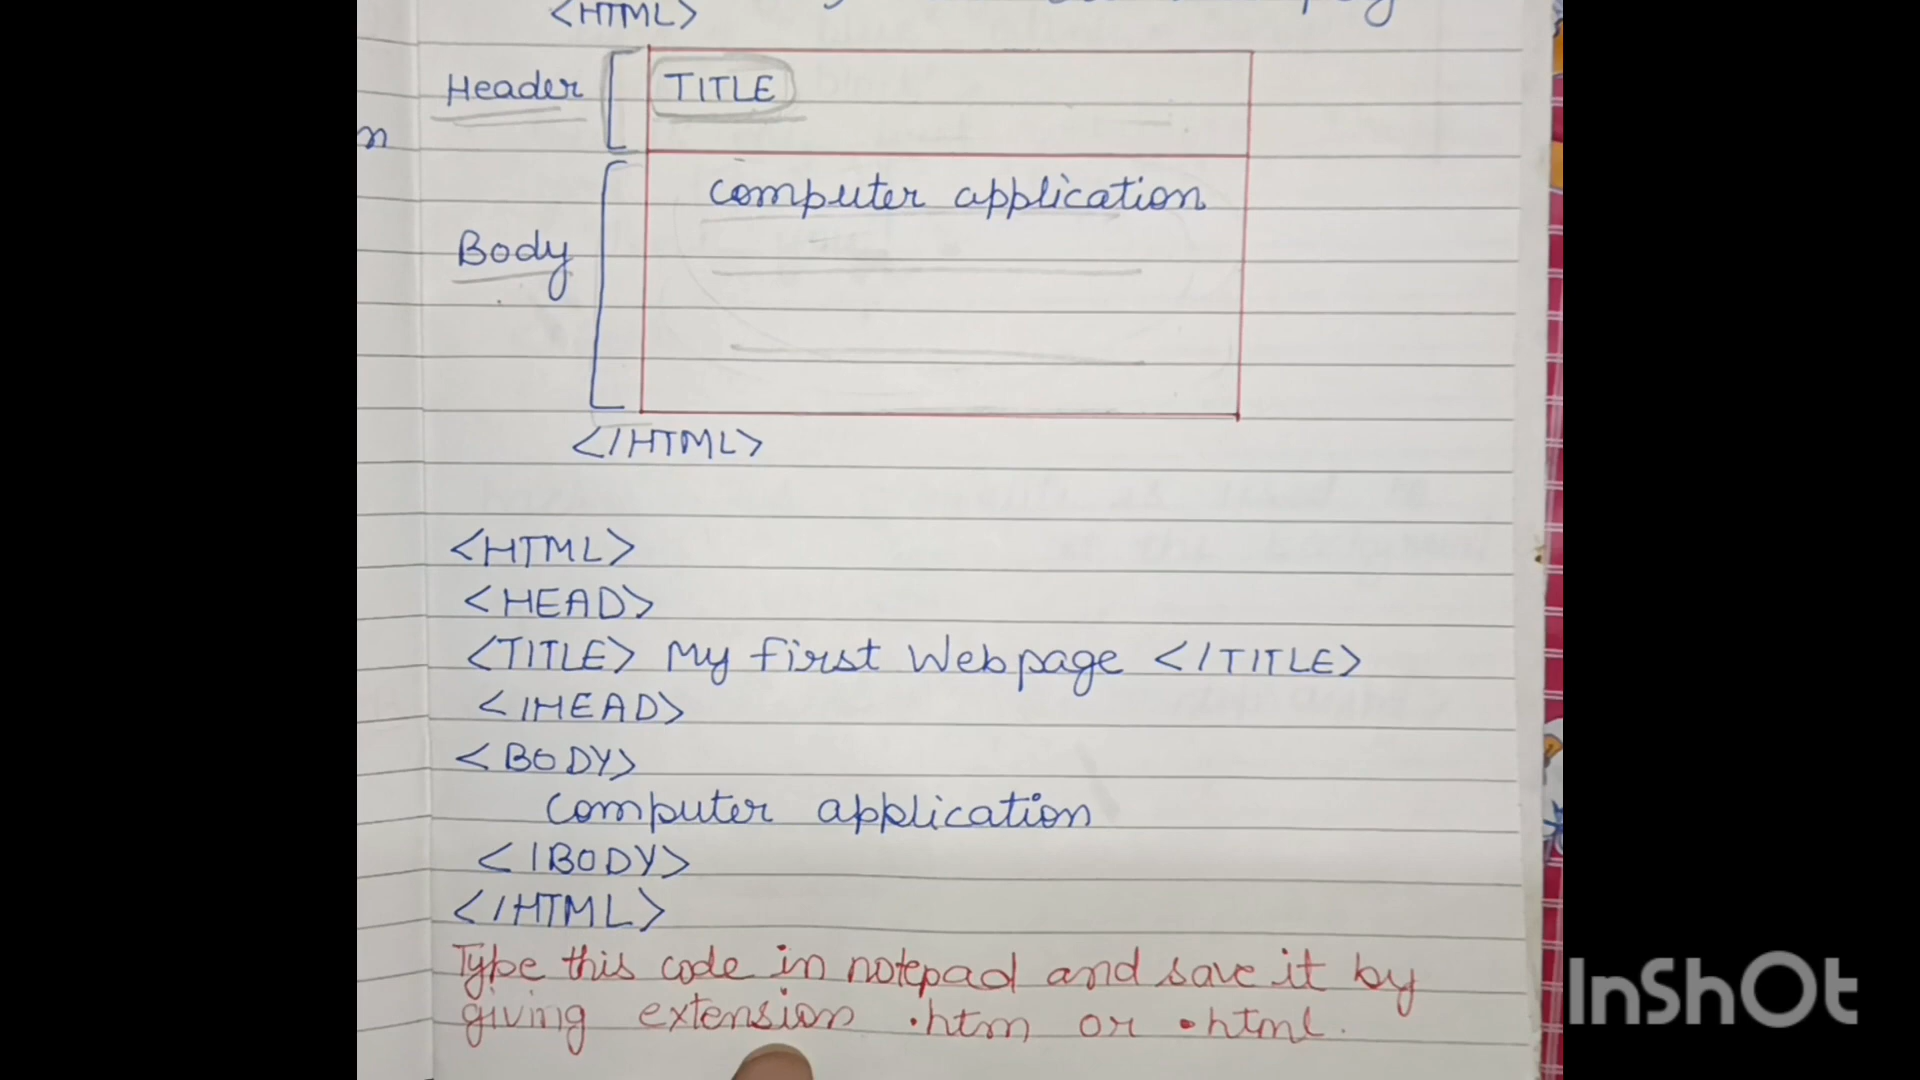 <HTML>
Header
TITLE
n
computer application
Body
</HTML>
<HTML>
<HEAD>
<TITLE> My first Webpage </TITLE>
</HEAD>
<BODY>
computer application
</BODY>
</HTML>
Type this code in notepad and save it by
giving extension .htm or .html.
InShOt